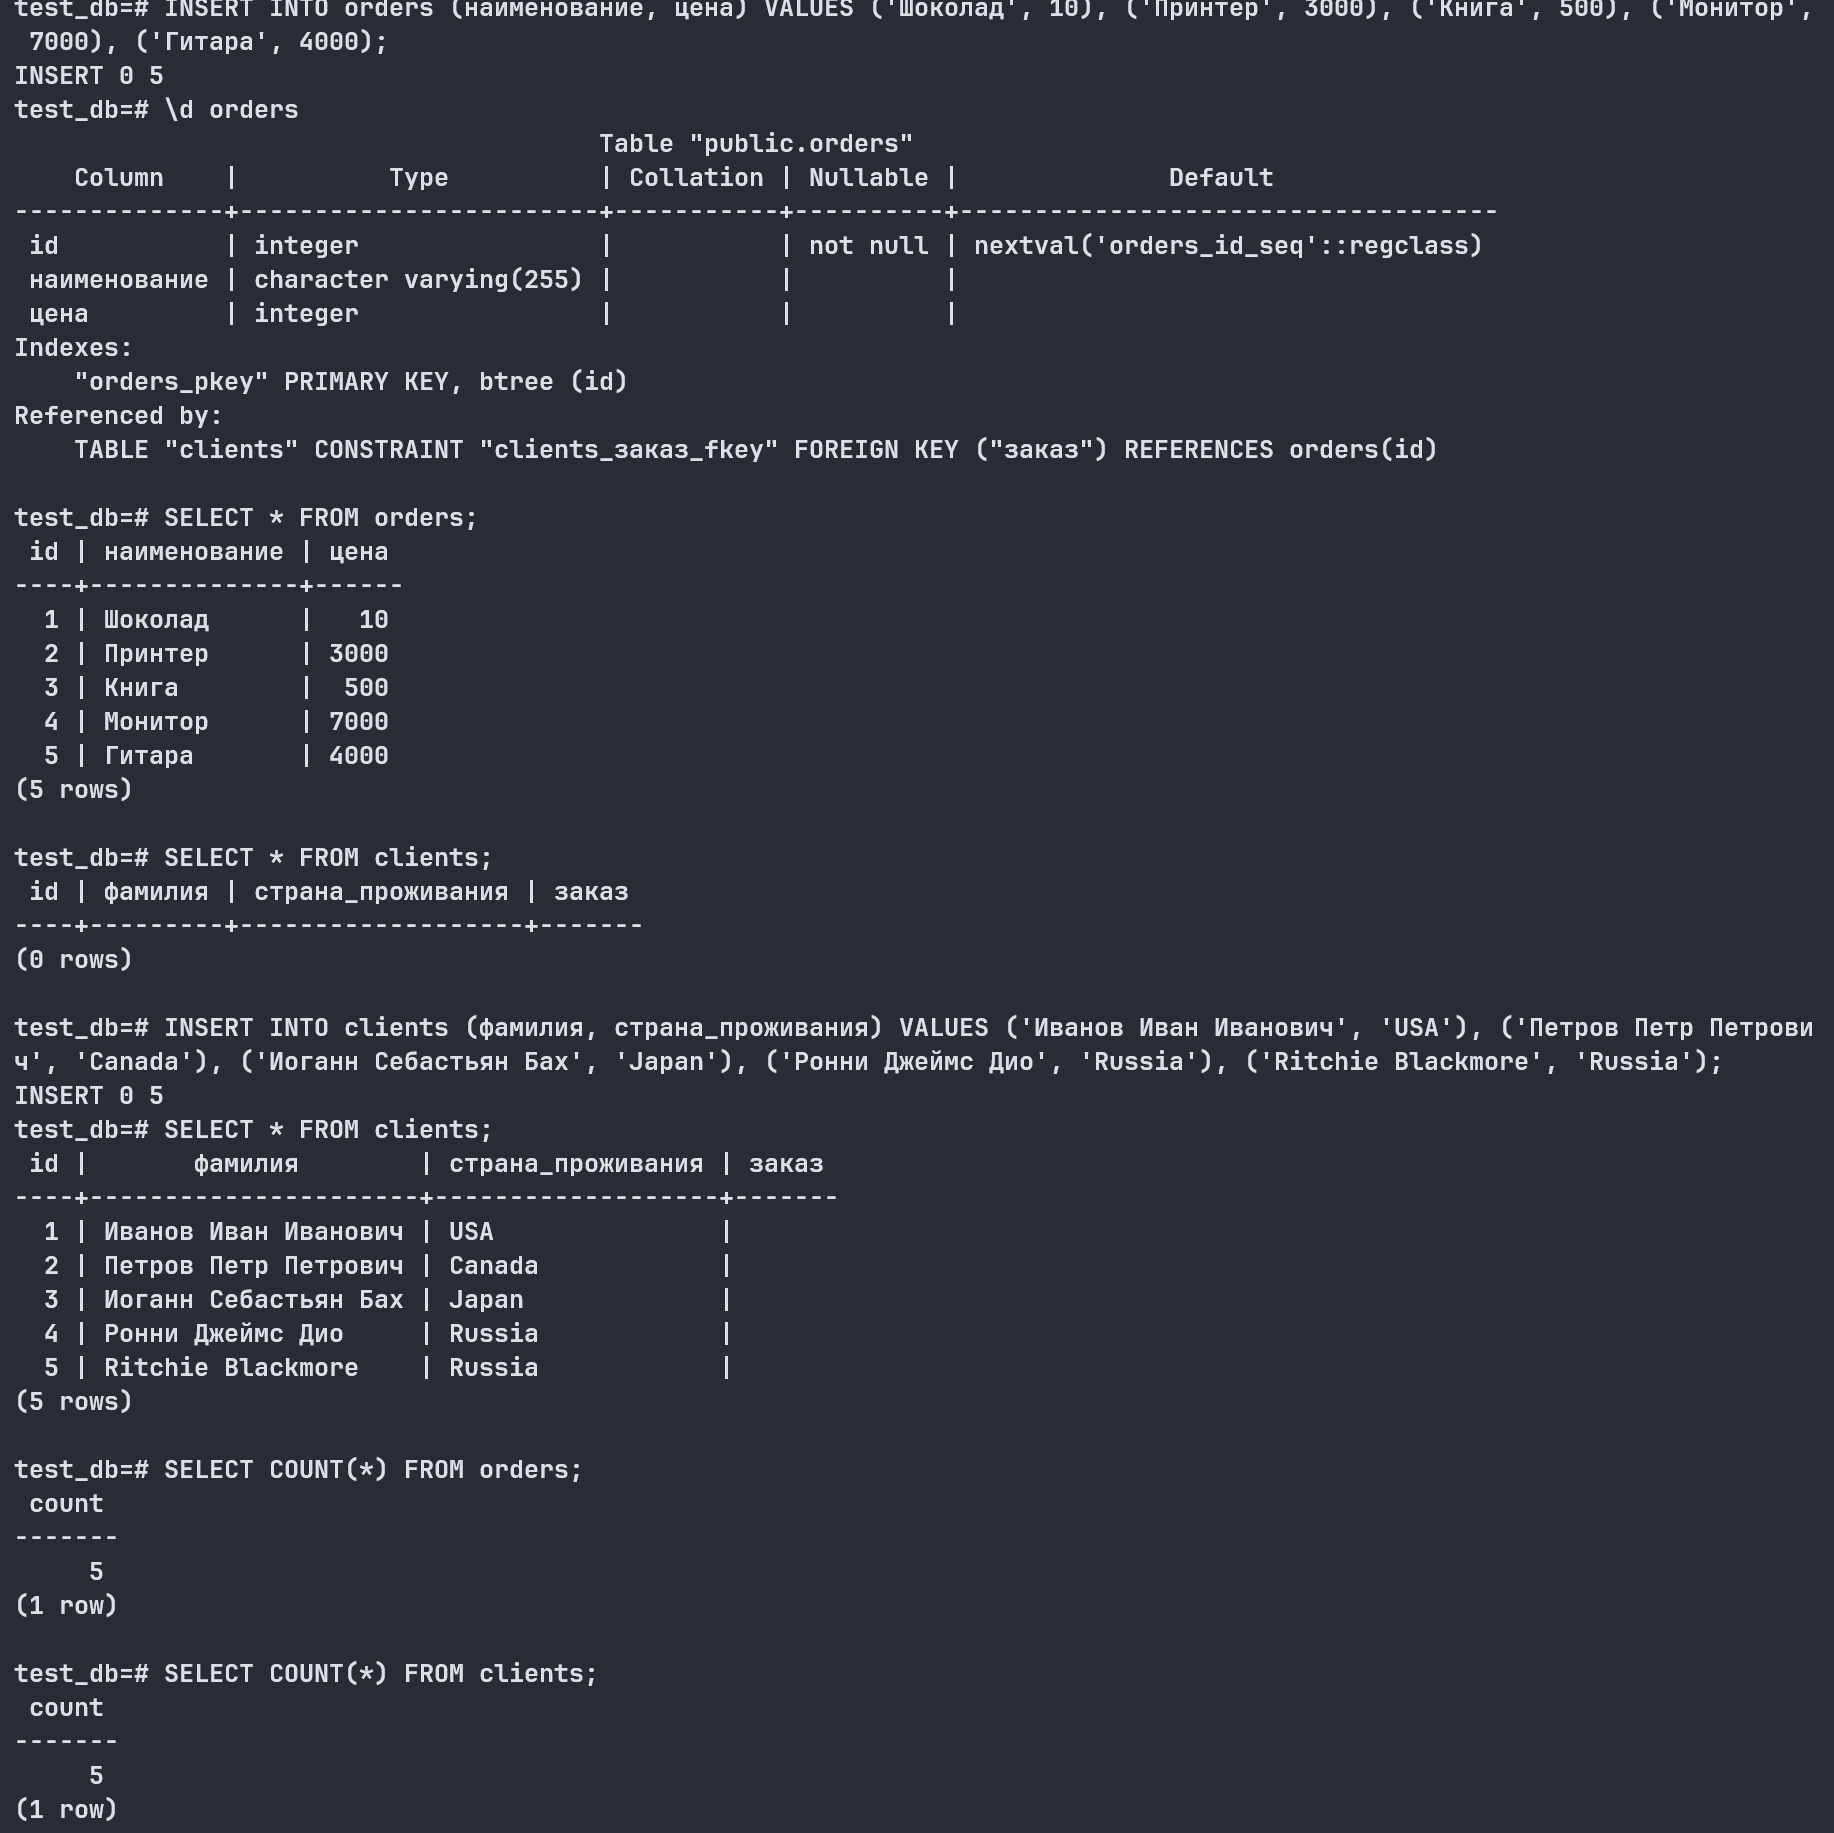 test_db=# INSERT INTO orders (наименование, цена) VALUES ('Шоколад', 10), ('Принтер', 3000), ('Книга', 500), ('Монитор',
 7000), ('Гитара', 4000);
INSERT 0 5
test_db=# \d orders
                                       Table "public.orders"
    Column    |          Type          | Collation | Nullable |              Default
--------------+------------------------+-----------+----------+------------------------------------
 id           | integer                |           | not null | nextval('orders_id_seq'::regclass)
 наименование | character varying(255) |           |          |
 цена         | integer                |           |          |
Indexes:
    "orders_pkey" PRIMARY KEY, btree (id)
Referenced by:
    TABLE "clients" CONSTRAINT "clients_заказ_fkey" FOREIGN KEY ("заказ") REFERENCES orders(id)

test_db=# SELECT * FROM orders;
 id | наименование | цена
----+--------------+------
  1 | Шоколад      |   10
  2 | Принтер      | 3000
  3 | Книга        |  500
  4 | Монитор      | 7000
  5 | Гитара       | 4000
(5 rows)

test_db=# SELECT * FROM clients;
 id | фамилия | страна_проживания | заказ
----+---------+-------------------+-------
(0 rows)

test_db=# INSERT INTO clients (фамилия, страна_проживания) VALUES ('Иванов Иван Иванович', 'USA'), ('Петров Петр Петрови
ч', 'Canada'), ('Иоганн Себастьян Бах', 'Japan'), ('Ронни Джеймс Дио', 'Russia'), ('Ritchie Blackmore', 'Russia');
INSERT 0 5
test_db=# SELECT * FROM clients;
 id |       фамилия        | страна_проживания | заказ
----+----------------------+-------------------+-------
  1 | Иванов Иван Иванович | USA               |
  2 | Петров Петр Петрович | Canada            |
  3 | Иоганн Себастьян Бах | Japan             |
  4 | Ронни Джеймс Дио     | Russia            |
  5 | Ritchie Blackmore    | Russia            |
(5 rows)

test_db=# SELECT COUNT(*) FROM orders;
 count
-------
     5
(1 row)

test_db=# SELECT COUNT(*) FROM clients;
 count
-------
     5
(1 row)